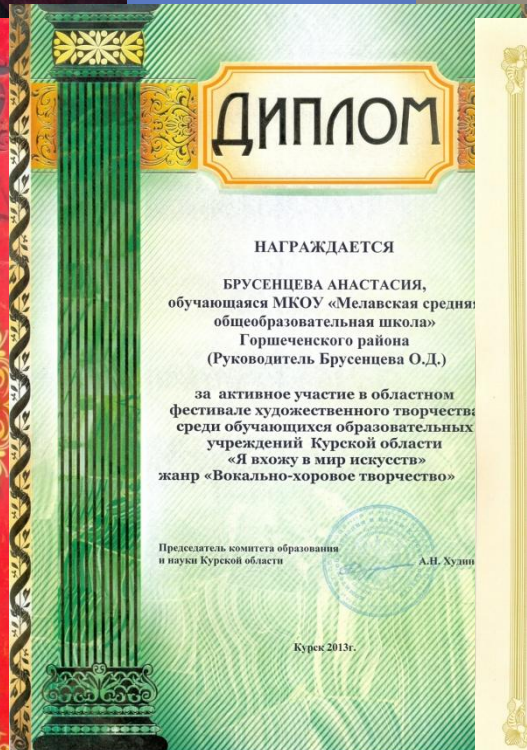 ДИПЛОМ
НАГРАЖДАЕТСЯ
БРУСЕНЦЕВА АНАСТАСИЯ,
обучающаяся МКОУ «Мелавская средняя
общеобразовательная школа»
Горшеченского района
(Руководитель Брусенцева О.Д.)
за активное участие в областном
фестивале художественного творчества
среди обучающихся образовательных
учреждений Курской области
«Я вхожу в мир искусств»
жанр «Вокально-хоровое творчество»
Председатель комитета образования
и науки Курской области
А.Н. Худин
Курск 2013г.